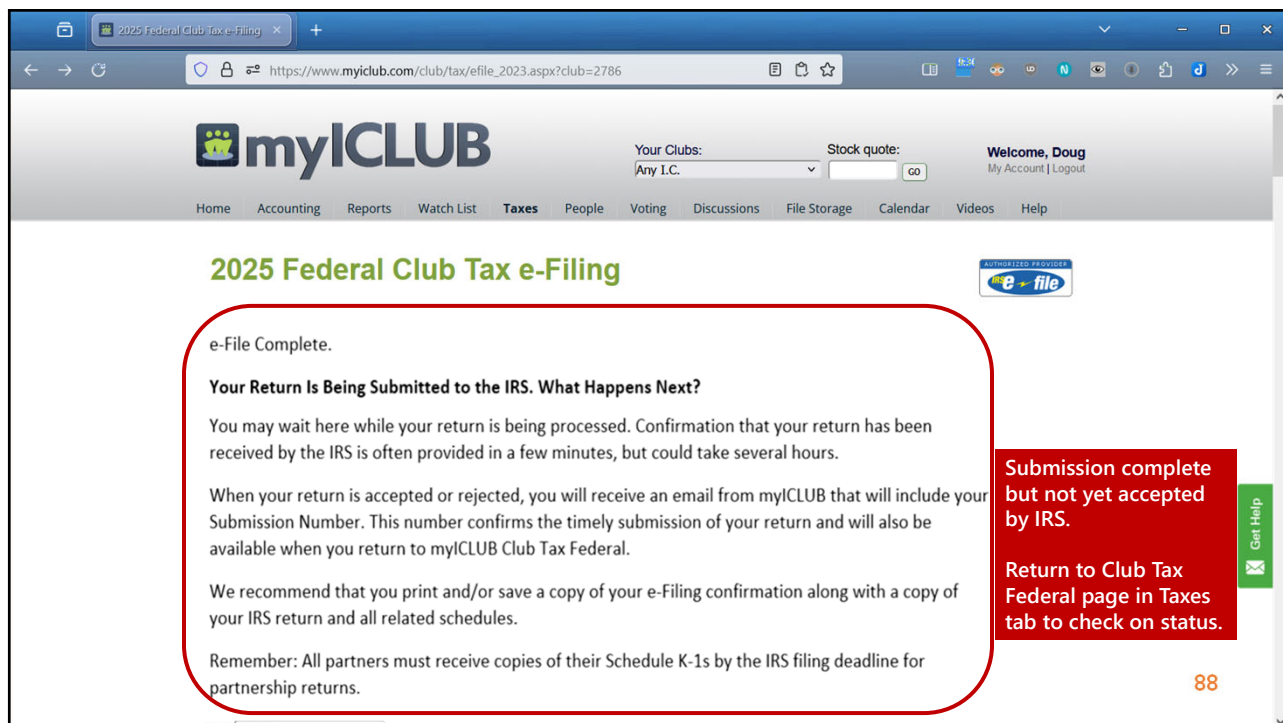 2025 Federal Club Tax e-Filing
https://www.myiclub.com/club/tax/efile_2023.aspx?club=2786
myICLUB
Your Clubs:
Stock quote:
Welcome, Doug
Any I.C.
GO
My Account | Logout
Home Accounting Reports Watch List Taxes People Voting Discussions File Storage Calendar Videos Help
2025 Federal Club Tax e-Filing
AUTHORIZED PROVIDER
IRS e-file
e-File Complete.
Your Return Is Being Submitted to the IRS. What Happens Next?
You may wait here while your return is being processed. Confirmation that your return has been
received by the IRS is often provided in a few minutes, but could take several hours.
When your return is accepted or rejected, you will receive an email from myICLUB that will include your
Submission Number. This number confirms the timely submission of your return and will also be
available when you return to myICLUB Club Tax Federal.
We recommend that you print and/or save a copy of your e-Filing confirmation along with a copy of
your IRS return and all related schedules.
Remember: All partners must receive copies of their Schedule K-1s by the IRS filing deadline for
partnership returns.
Submission complete
but not yet accepted
by IRS.
Return to Club Tax
Federal page in Taxes
tab to check on status.
Get Help
88